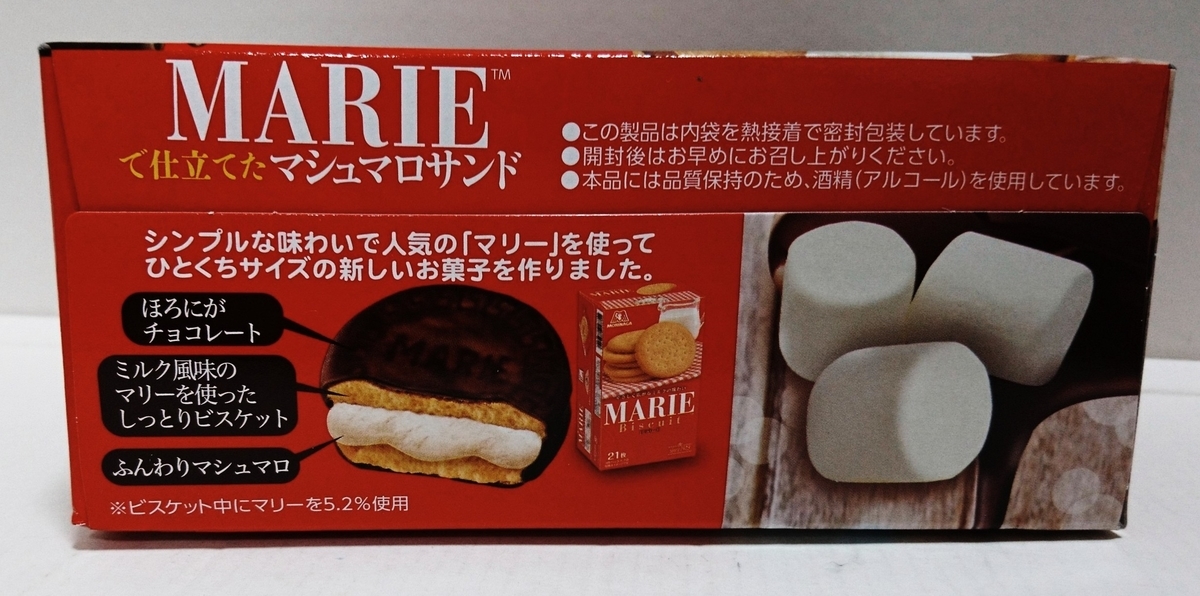 MARIE™
で仕立てたマシュマロサンド
●この製品は内袋を熱接着で密封包装しています。
●開封後はお早めにお召し上がりください。
●本品には品質保持のため、酒精(アルコール)を使用しています。
シンプルな味わいで人気の「マリー」を使って
ひとくちサイズの新しいお菓子を作りました。
ほろにが
チョコレート
ミルク風味の
マリーを使った
しっとりビスケット
ふんわりマシュマロ
※ビスケット中にマリーを5.2%使用
MARIE
MORINAGA
MARIE
Biscuit
21枚
MARIE